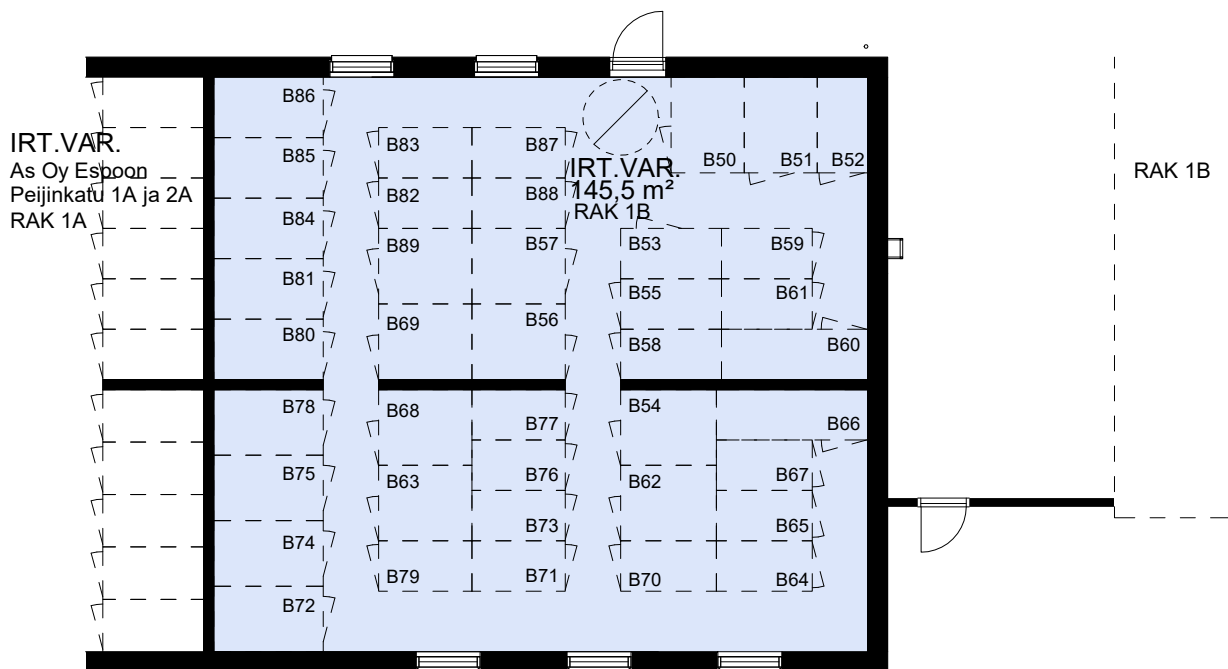 IRT.VAR.
As Oy Espoon
Peijinkatu 1A ja 2A
RAK 1A
B86
B85
B84
B81
B80
B83
B87
B82
B88
B89
B57
B69
B56
IRT.VAR.
145,5 m²
RAK 1B
B50
B51
B52
B53
B59
B55
B61
B58
B60
RAK 1B
B78
B75
B74
B72
B68
B77
B63
B76
B73
B79
B71
B54
B66
B62
B67
B65
B70
B64